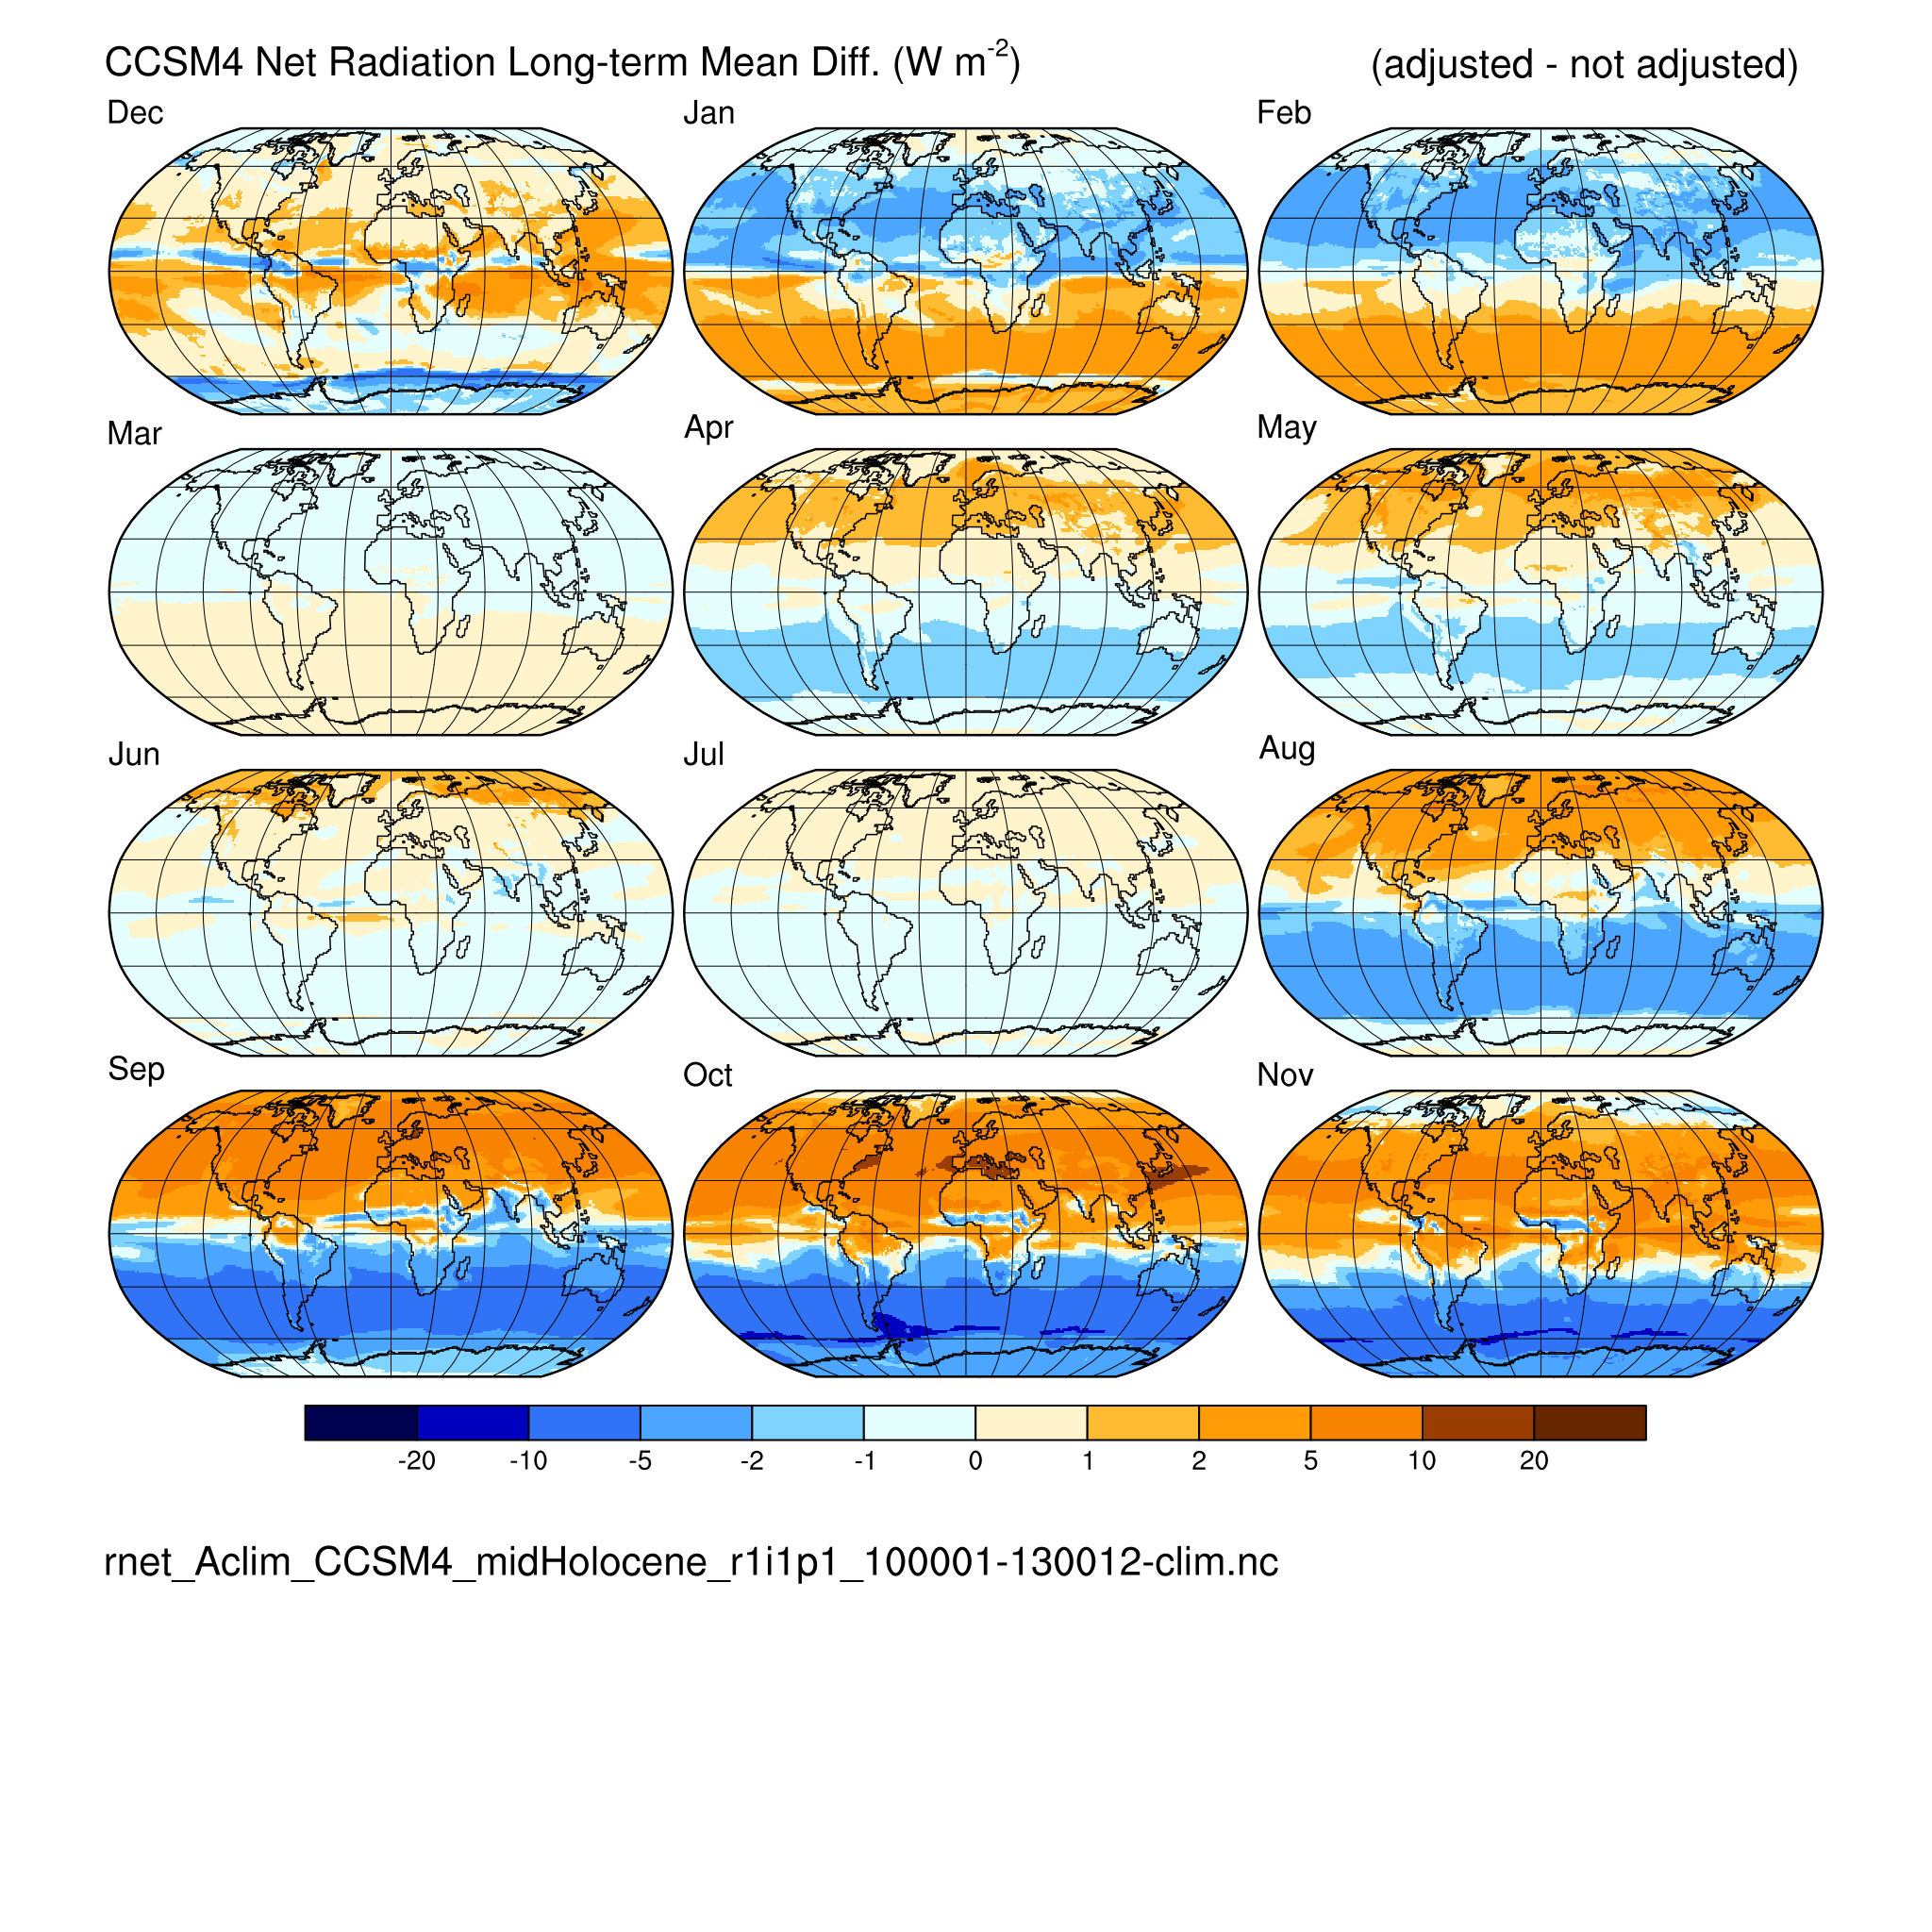 CCSM4 Net Radiation Long-term Mean Diff. (W m-2) (adjusted - not adjusted)
Dec Jan Feb
Mar Apr May
Jun Jul Aug
Sep Oct Nov
-20 -10 -5 -2 -1 0 1 2 5 10 20
rnet_Aclim_CCSM4_midHolocene_r1i1p1_100001-130012-clim.nc